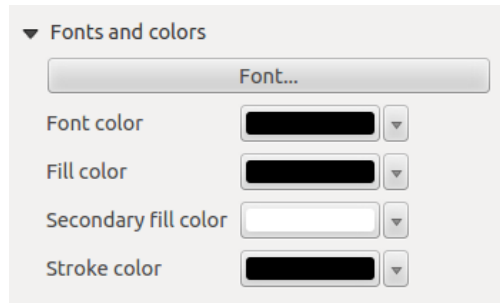 Fonts and colors
Font...
Font color
Fill color
Secondary fill color
Stroke color